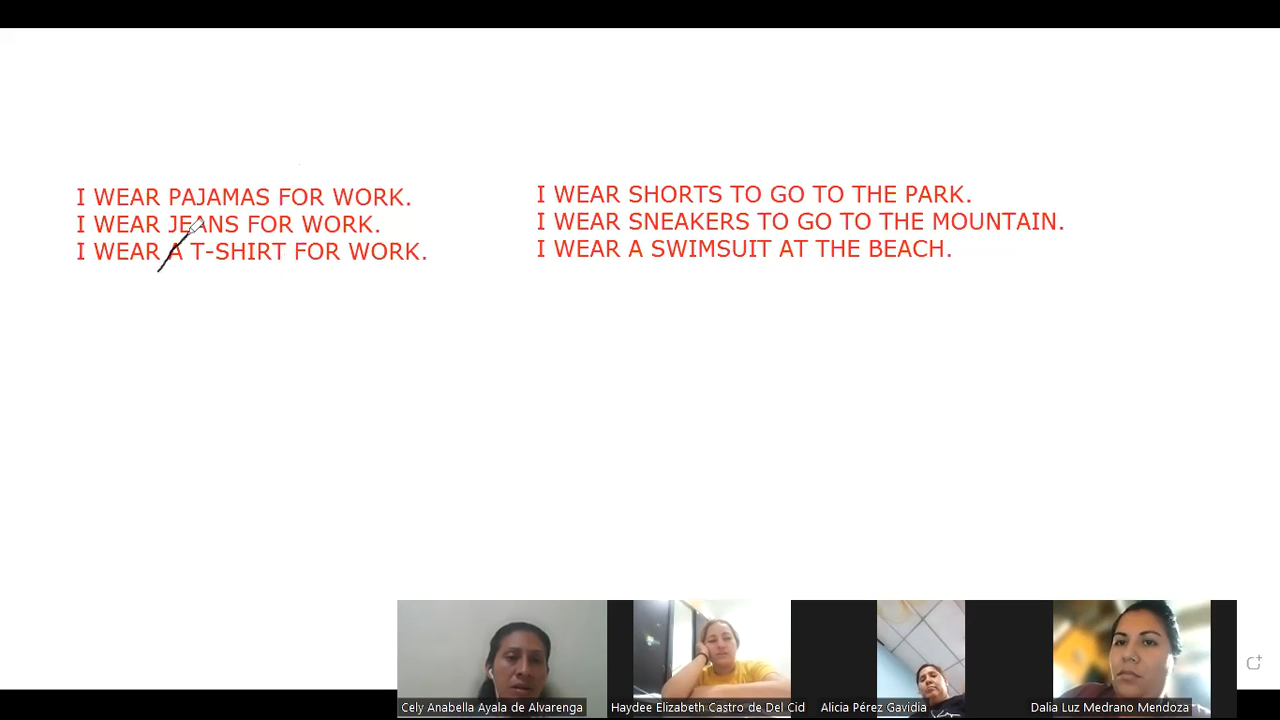 I WEAR PAJAMAS FOR WORK.
I WEAR JEANS FOR WORK.
I WEAR A T-SHIRT FOR WORK.
I WEAR SHORTS TO GO TO THE PARK.
I WEAR SNEAKERS TO GO TO THE MOUNTAIN.
I WEAR A SWIMSUIT AT THE BEACH.
Cely Anabella Ayala de Alvarenga
Haydee Elizabeth Castro de Del Cid
Alicia Pérez Gavidia
Dalia Luz Medrano Mendoza